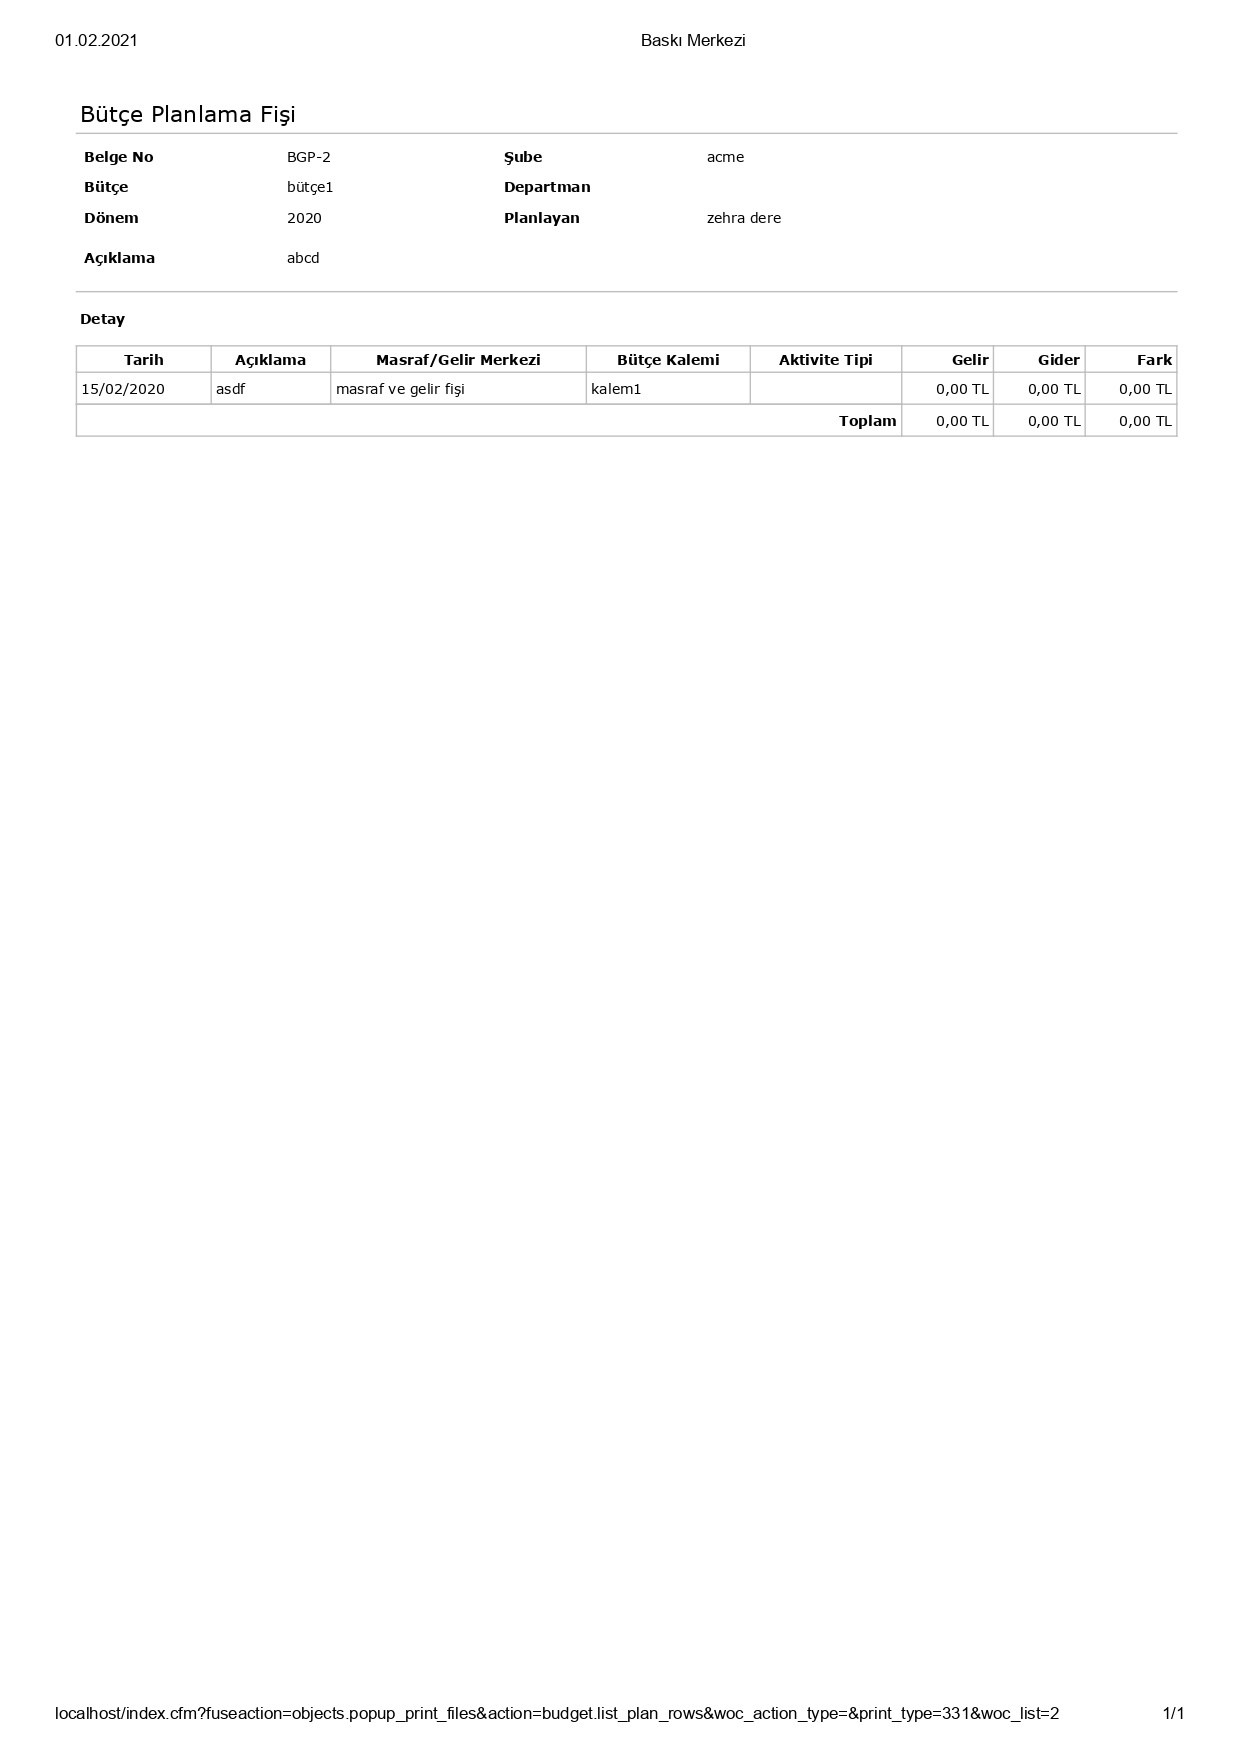 01.02.2021 Baskı Merkezi
Bütçe Planlama Fişi
Belge No BGP-2 Şube acme
Bütçe bütçe1 Departman
Dönem 2020 Planlayan zehra dere
Açıklama abcd
Detay
Tarih Açıklama Masraf/Gelir Merkezi Bütçe Kalemi Aktivite Tipi Gelir Gider Fark
15/02/2020 asdf masraf ve gelir fişi kalem1 0,00 TL 0,00 TL 0,00 TL
Toplam 0,00 TL 0,00 TL 0,00 TL
localhost/index.cfm?fuseaction=objects.popup_print_files&action=budget.list_plan_rows&woc_action_type=&print_type=331&woc_list=2 1/1